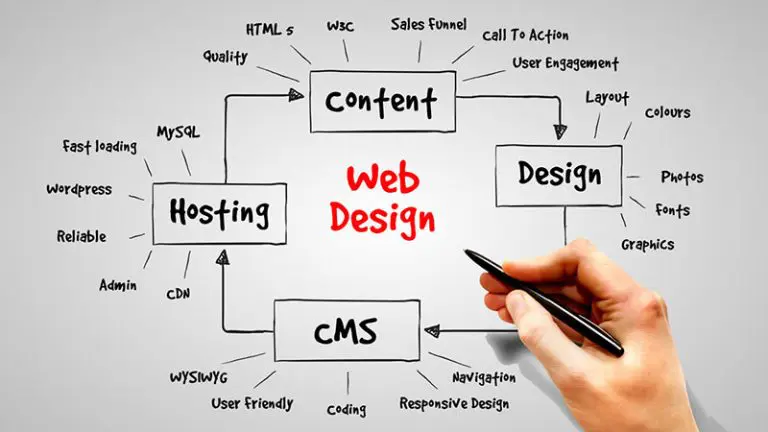 HTML 5
W3C
Sales Funnel
Call To Action
Quality
User Engagement
Content
Layout
Colours
MySQL
Fast loading
Web
Design
Design
Photos
Wordpress
Hosting
Fonts
Reliable
Graphics
Admin
CDN
CMS
WYSIWYG
Navigation
User Friendly
Coding
Responsive Design